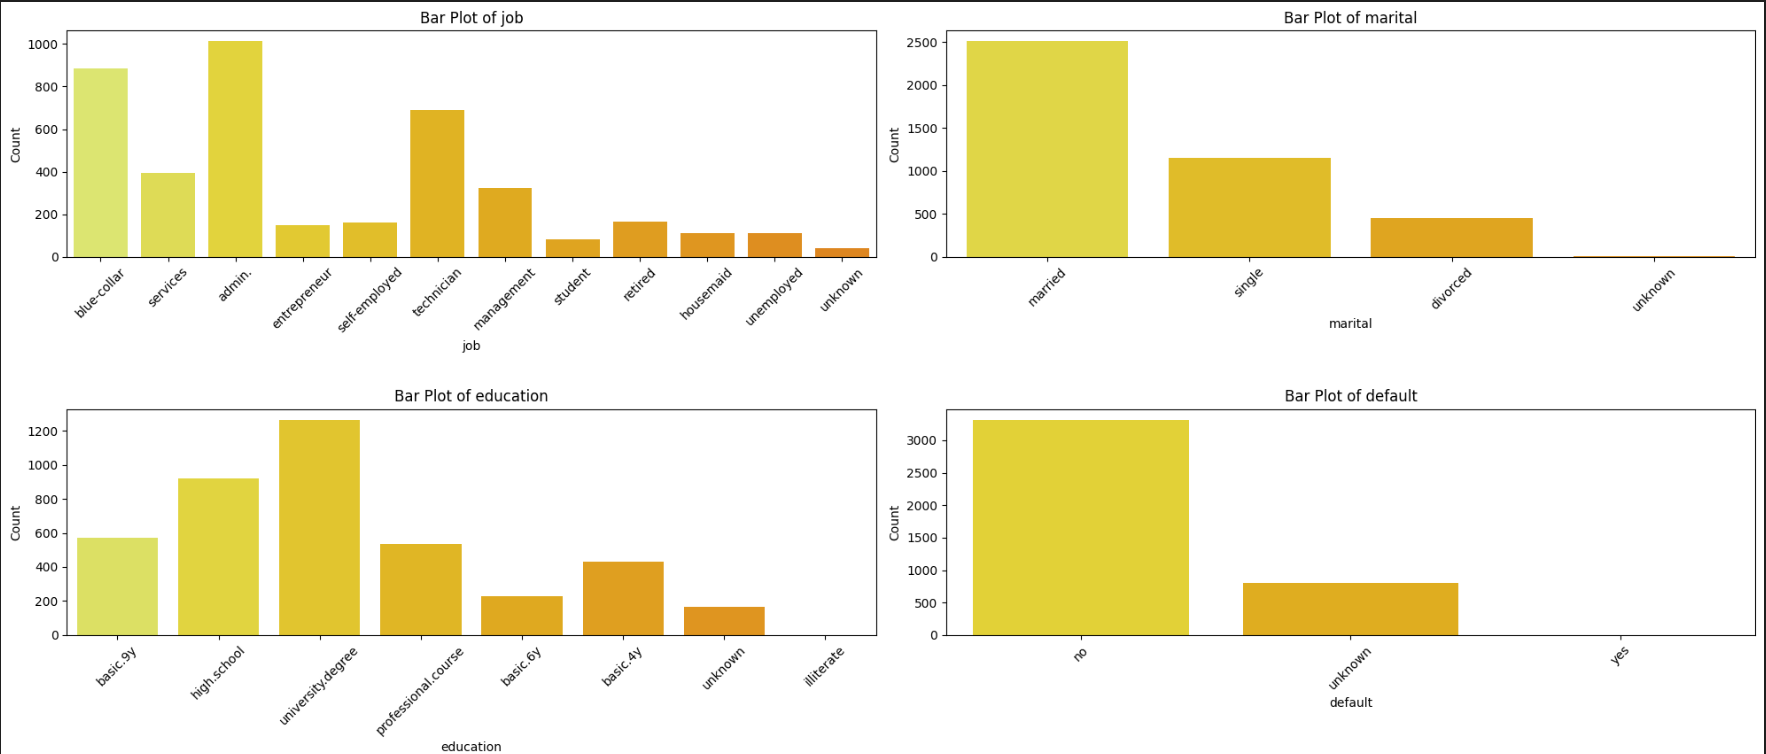 Bar Plot of job
Count
1000
800
600
400
200
0
blue-collar
services
admin.
entrepreneur
self-employed
technician
management
student
retired
housemaid
unemployed
unknown
job
Bar Plot of marital
Count
2500
2000
1500
1000
500
0
married
single
divorced
unknown
marital
Bar Plot of education
Count
1200
1000
800
600
400
200
0
basic.9y
high.school
university.degree
professional.course
basic.6y
basic.4y
unknown
illiterate
education
Bar Plot of default
Count
3000
2500
2000
1500
1000
500
0
no
unknown
yes
default